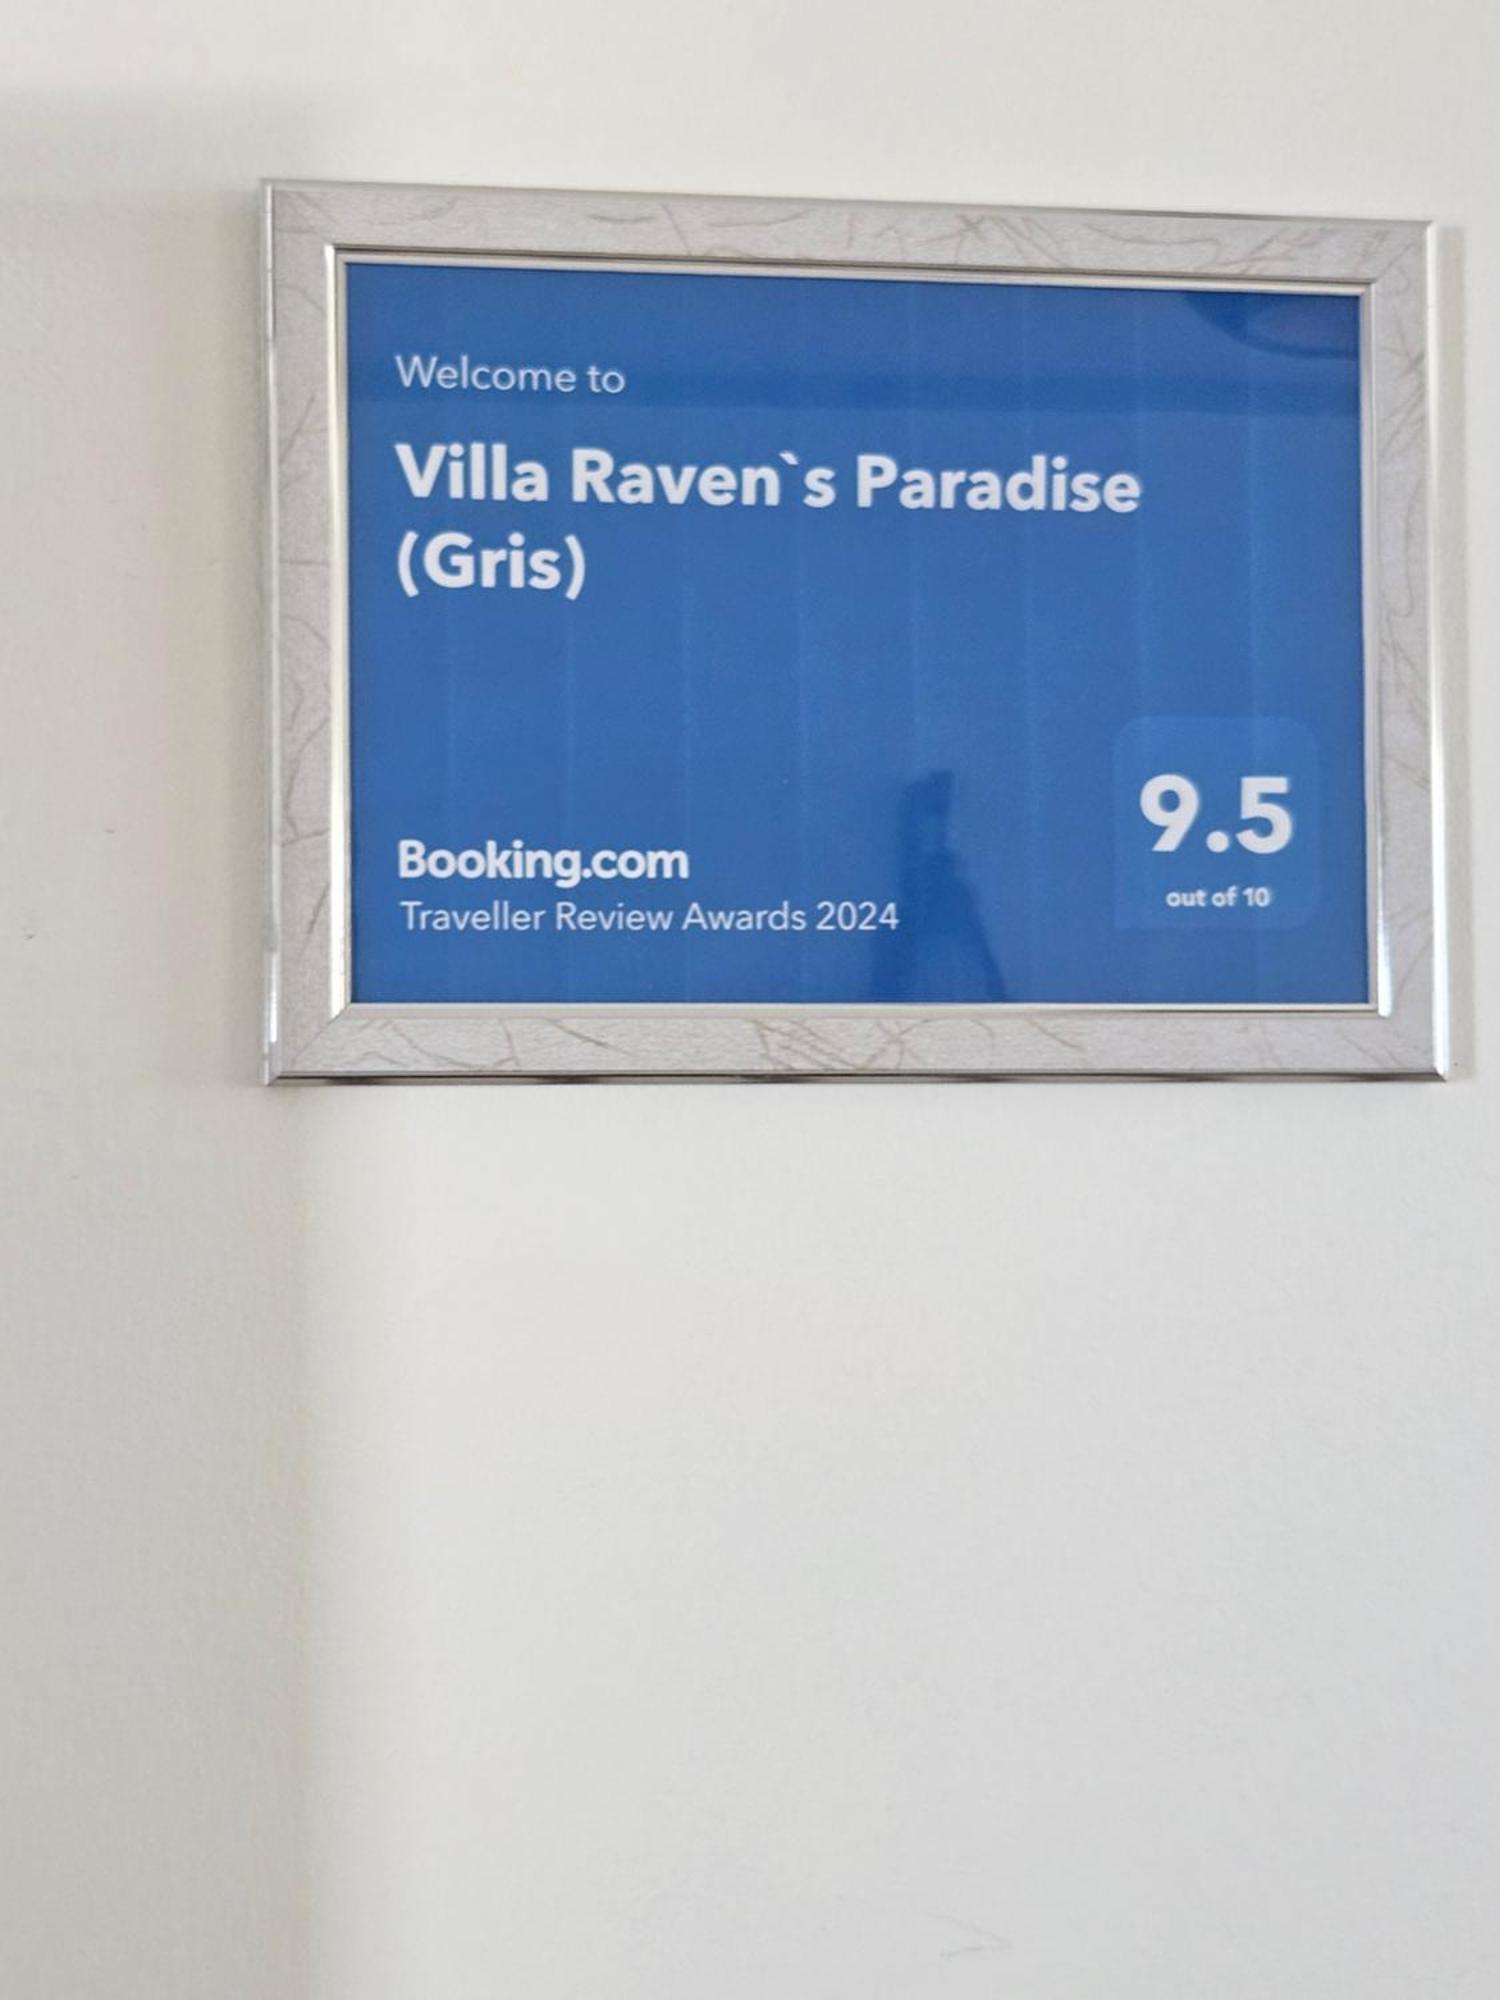 Welcome to
Villa Raven`s Paradise
(Gris)
9.5
out of 10
Booking.com
Traveller Review Awards 2024